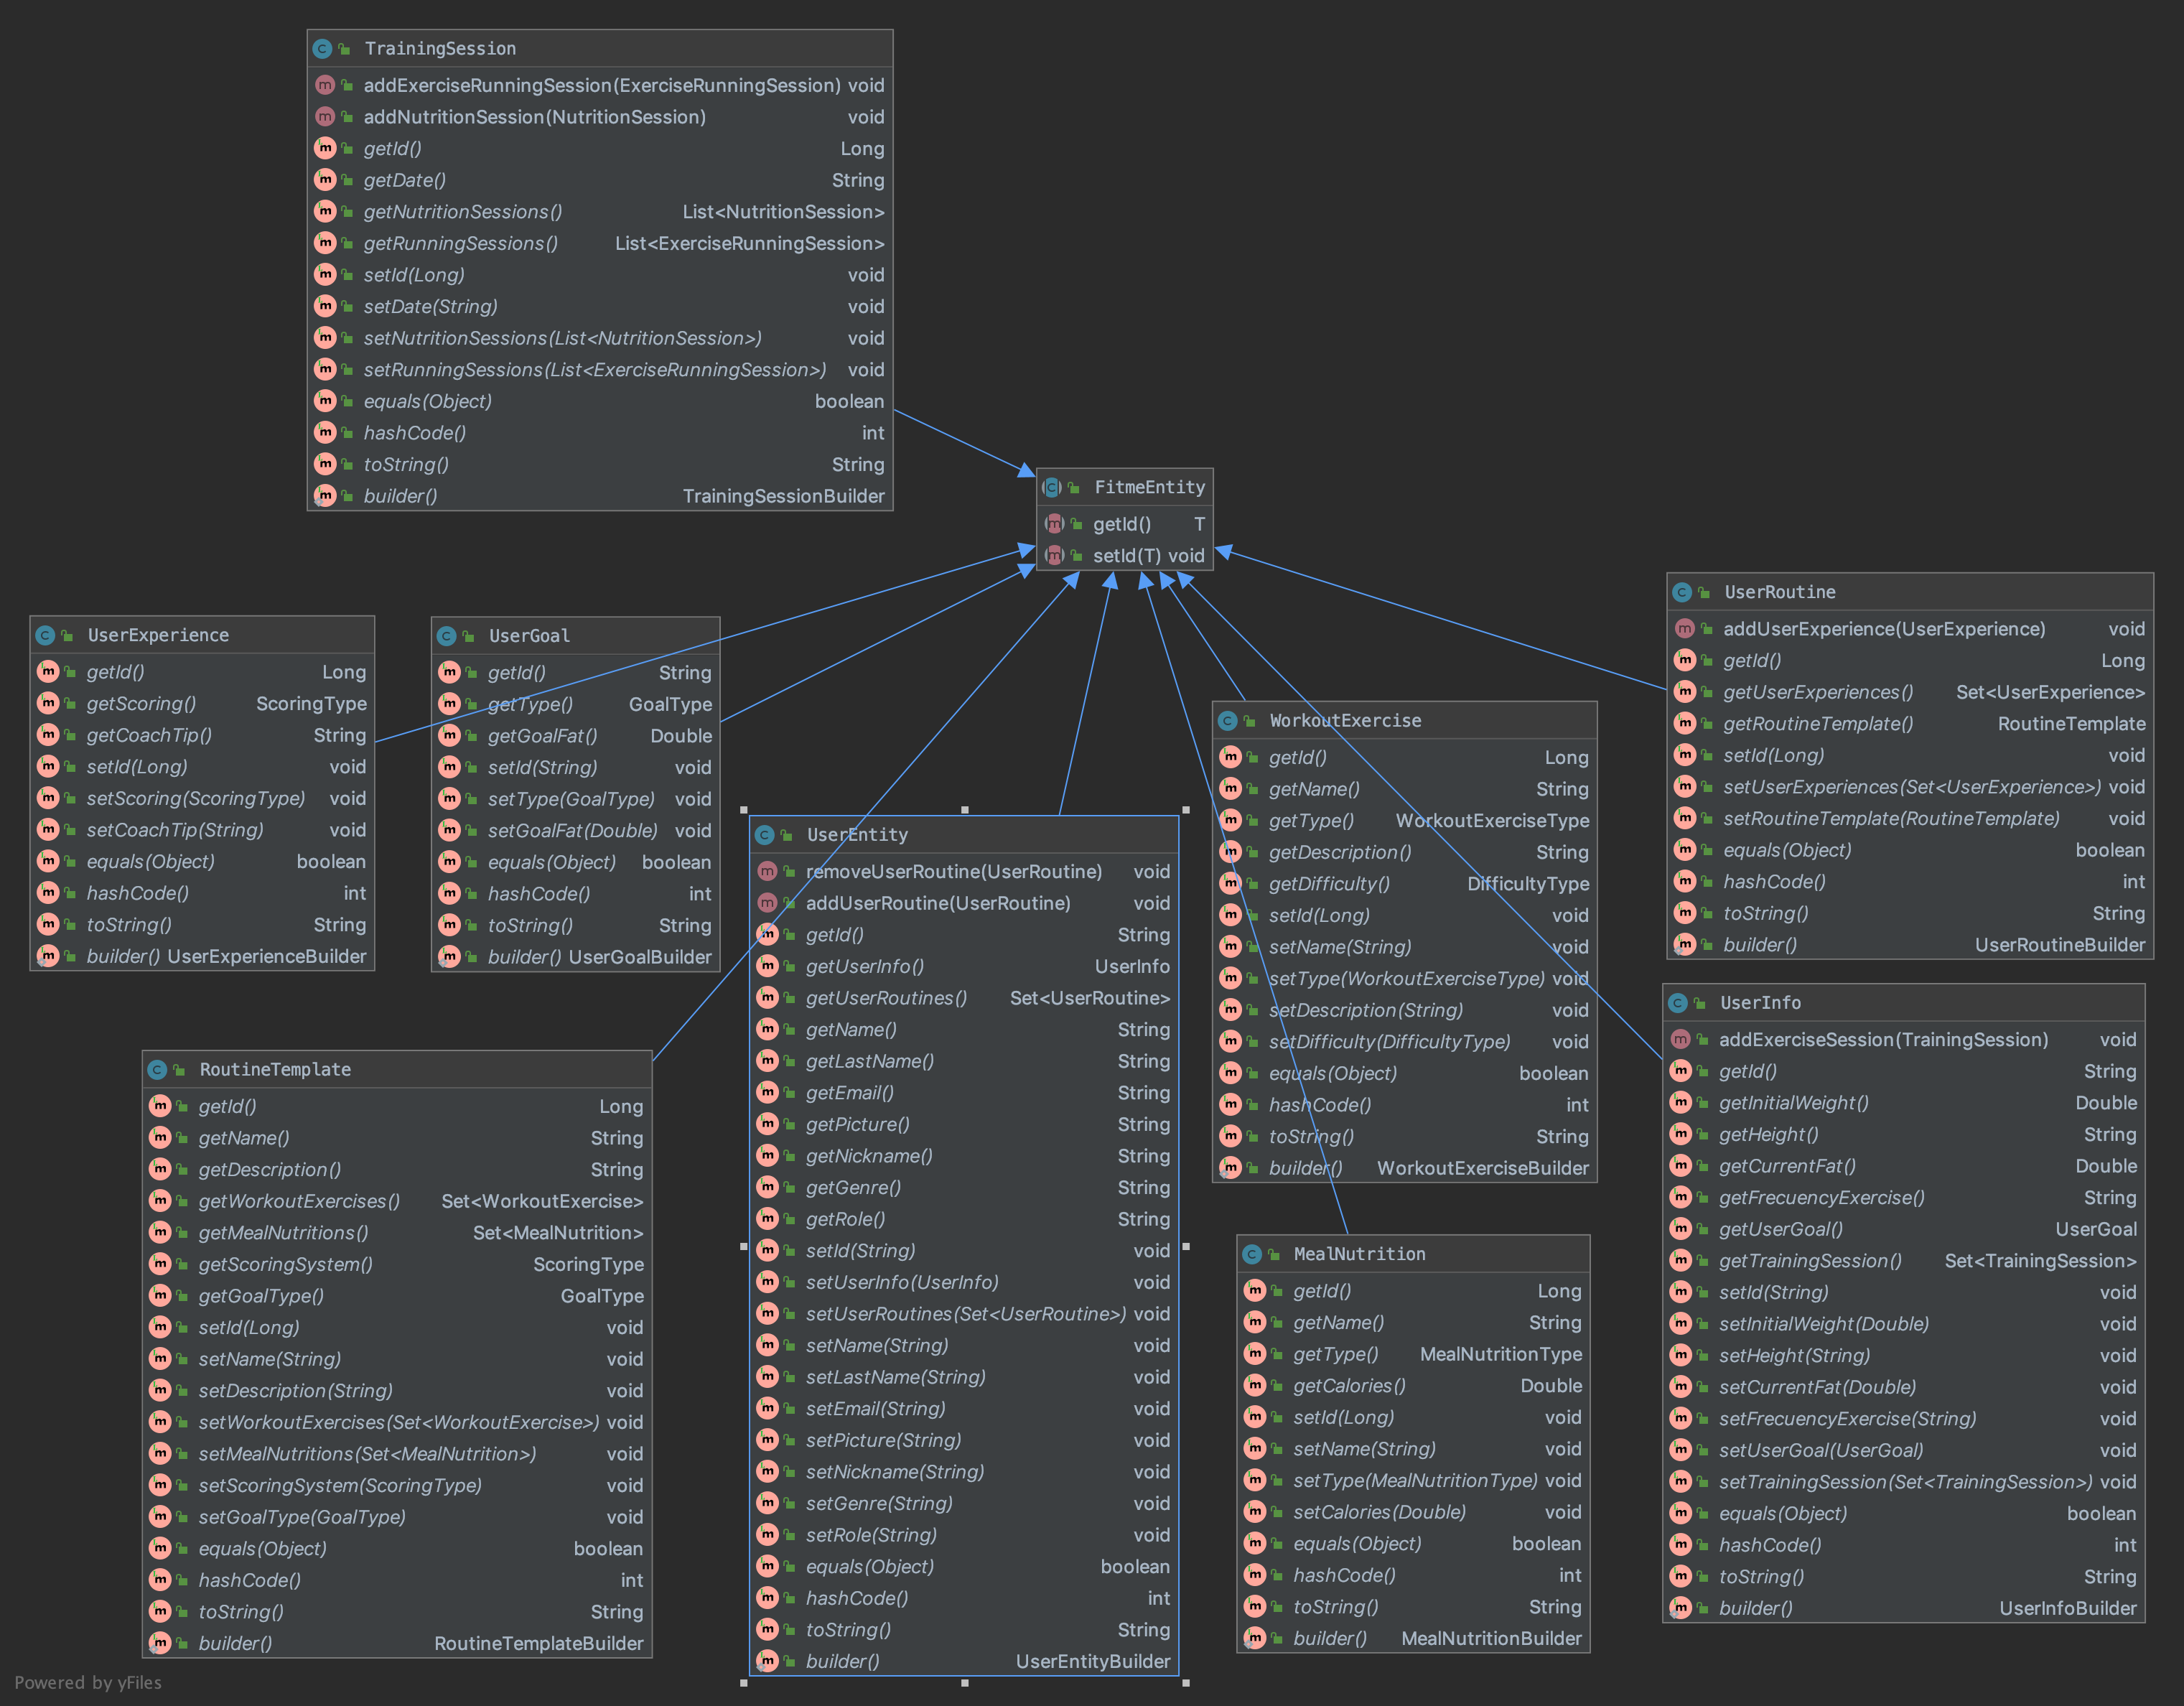 TrainingSession
addExerciseRunningSession(ExerciseRunningSession) void
addNutritionSession(NutritionSession) void
getId() Long
getDate() String
getNutritionSessions() List<NutritionSession>
getRunningSessions() List<ExerciseRunningSession>
setId(Long) void
setDate(String) void
setNutritionSessions(List<NutritionSession>) void
setRunningSessions(List<ExerciseRunningSession>) void
equals(Object) boolean
hashCode() int
toString() String
builder() TrainingSessionBuilder
FitmeEntity
getId() T
setId(T) void
UserExperience
getId() Long
getScoring() ScoringType
getCoachTip() String
setId(Long) void
setScoring(ScoringType) void
setCoachTip(String) void
equals(Object) boolean
hashCode() int
toString() String
builder() UserExperienceBuilder
UserGoal
getId() String
getType() GoalType
getGoalFat() Double
setId(String) void
setType(GoalType) void
setGoalFat(Double) void
equals(Object) boolean
hashCode() int
toString() String
builder() UserGoalBuilder
UserRoutine
addUserExperience(UserExperience) void
getId() Long
getUserExperiences() Set<UserExperience>
getRoutineTemplate() RoutineTemplate
setId(Long) void
setUserExperiences(Set<UserExperience>) void
setRoutineTemplate(RoutineTemplate) void
equals(Object) boolean
hashCode() int
toString() String
builder() UserRoutineBuilder
WorkoutExercise
getId() Long
getName() String
getType() WorkoutExerciseType
getDescription() String
getDifficulty() DifficultyType
setId(Long) void
setName(String) void
setType(WorkoutExerciseType) void
setDescription(String) void
setDifficulty(DifficultyType) void
equals(Object) boolean
hashCode() int
toString() String
builder() WorkoutExerciseBuilder
UserEntity
removeUserRoutine(UserRoutine) void
addUserRoutine(UserRoutine) void
getId() String
getUserInfo() UserInfo
getUserRoutines() Set<UserRoutine>
getName() String
getLastName() String
getEmail() String
getPicture() String
getNickname() String
getGenre() String
getRole() String
setId(String) void
setUserInfo(UserInfo) void
setUserRoutines(Set<UserRoutine>) void
setName(String) void
setLastName(String) void
setEmail(String) void
setPicture(String) void
setNickname(String) void
setGenre(String) void
setRole(String) void
equals(Object) boolean
hashCode() int
toString() String
builder() UserEntityBuilder
UserInfo
addExerciseSession(TrainingSession) void
getId() String
getInitialWeight() Double
getHeight() String
getCurrentFat() Double
getFrecuencyExercise() String
getUserGoal() UserGoal
getTrainingSession() Set<TrainingSession>
setId(String) void
setInitialWeight(Double) void
setHeight(String) void
setCurrentFat(Double) void
setFrecuencyExercise(String) void
setUserGoal(UserGoal) void
setTrainingSession(Set<TrainingSession>) void
equals(Object) boolean
hashCode() int
toString() String
builder() UserInfoBuilder
RoutineTemplate
getId() Long
getName() String
getDescription() String
getWorkoutExercises() Set<WorkoutExercise>
getMealNutritions() Set<MealNutrition>
getScoringSystem() ScoringType
getGoalType() GoalType
setId(Long) void
setName(String) void
setDescription(String) void
setWorkoutExercises(Set<WorkoutExercise>) void
setMealNutritions(Set<MealNutrition>) void
setScoringSystem(ScoringType) void
setGoalType(GoalType) void
equals(Object) boolean
hashCode() int
toString() String
builder() RoutineTemplateBuilder
MealNutrition
getId() Long
getName() String
getType() MealNutritionType
getCalories() Double
setId(Long) void
setName(String) void
setType(MealNutritionType) void
setCalories(Double) void
equals(Object) boolean
hashCode() int
toString() String
builder() MealNutritionBuilder
Powered by yFiles